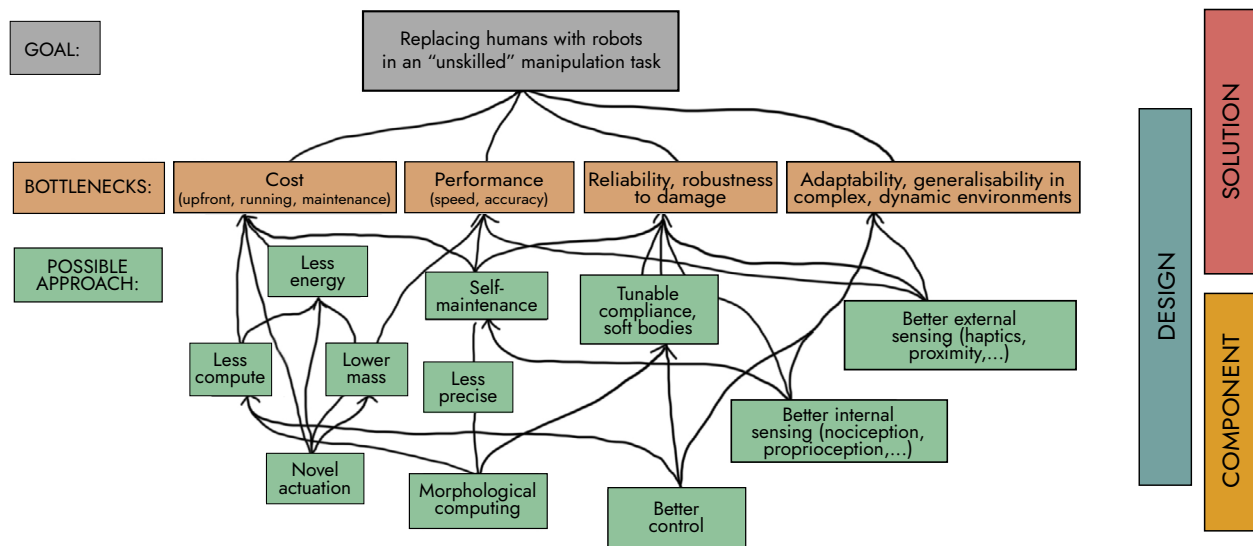 GOAL:
Replacing humans with robots
in an “unskilled” manipulation task
BOTTLENECKS:
Cost
(upfront, running, maintenance)
Performance
(speed, accuracy)
Reliability, robustness
to damage
Adaptability, generalisability in
complex, dynamic environments
POSSIBLE
APPROACH:
Less
energy
Self-
maintenance
Tunable
compliance,
soft bodies
Better external
sensing (haptics,
proximity,...)
Less
compute
Lower
mass
Less
precise
Better internal
sensing (nociception,
proprioception,...)
Novel
actuation
Morphological
computing
Better
control
DESIGN
SOLUTION
COMPONENT